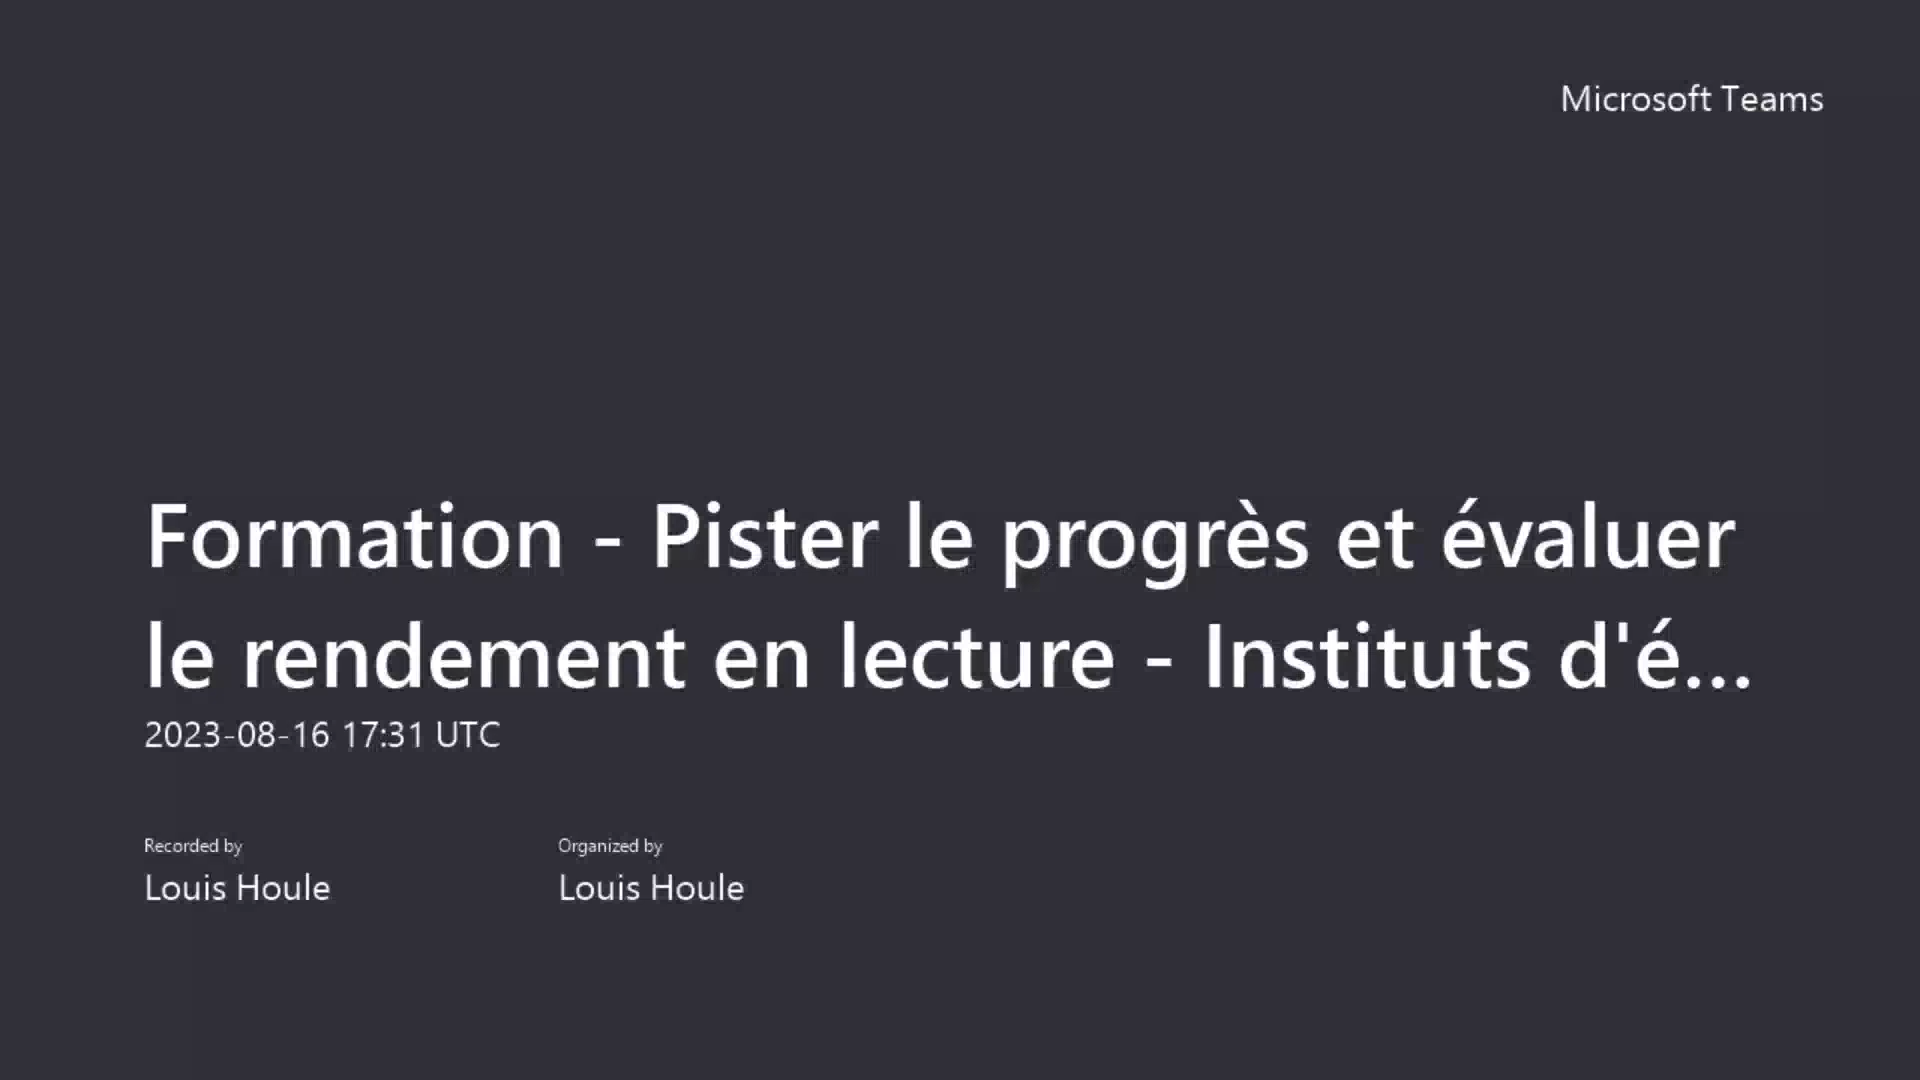 Microsoft Teams
Formation - Pister le progrès et évaluer
le rendement en lecture - Instituts d'é...
2023-08-16 17:31 UTC
Recorded by
Louis Houle
Organized by
Louis Houle